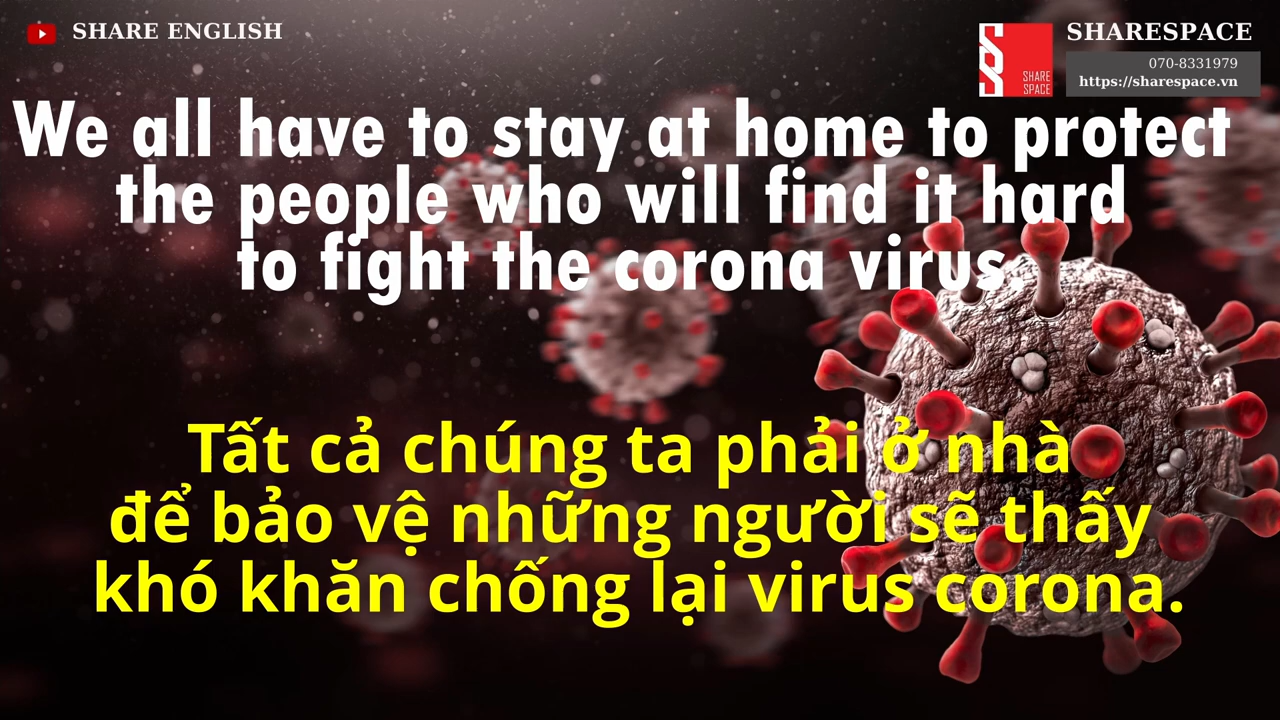 SHARE ENGLISH
SHARESPACE
070-8331979
https://sharespace.vn
SHARE
SPACE
We all have to stay at home to protect
the people who will find it hard
to fight the corona virus.
Tất cả chúng ta phải ở nhà
để bảo vệ những người sẽ thấy
khó khăn chống lại virus corona.